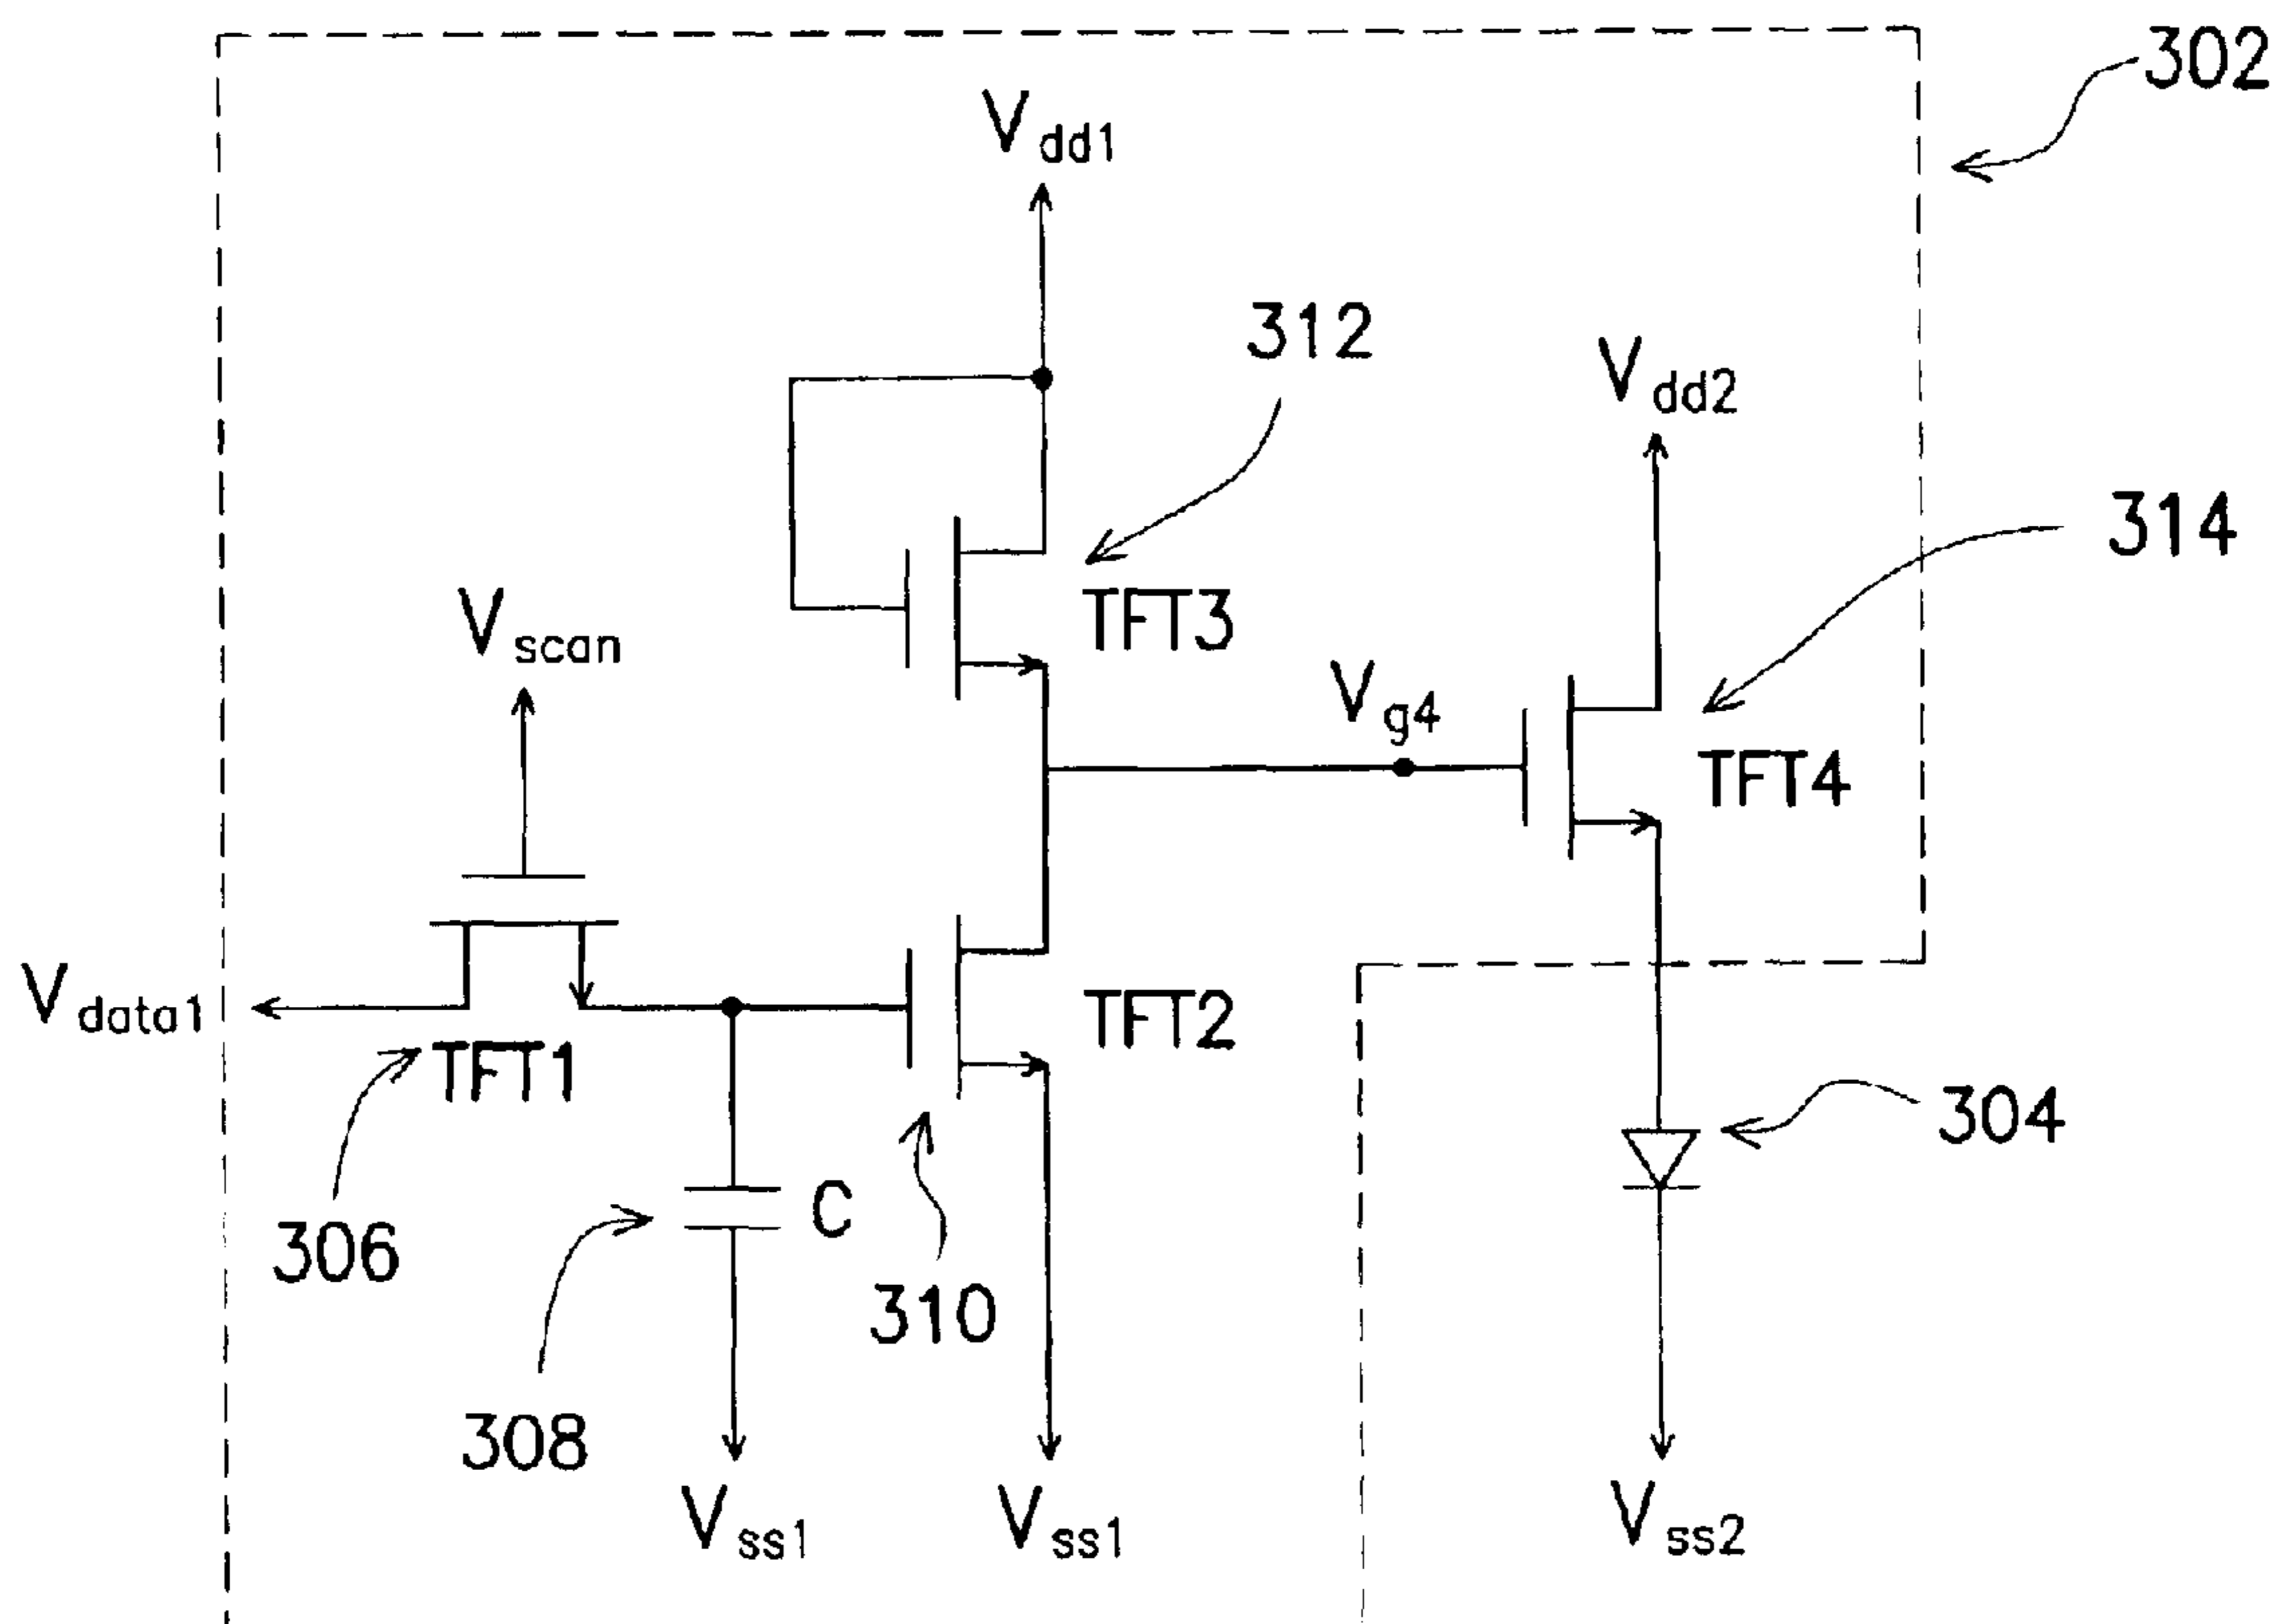 302
Vdd1
312
Vdd2
314
Vscan
TFT3
Vg4
TFT4
Vdata1
TFT1
TFT2
304
306
C
310
308
Vss1
Vss1
Vss2